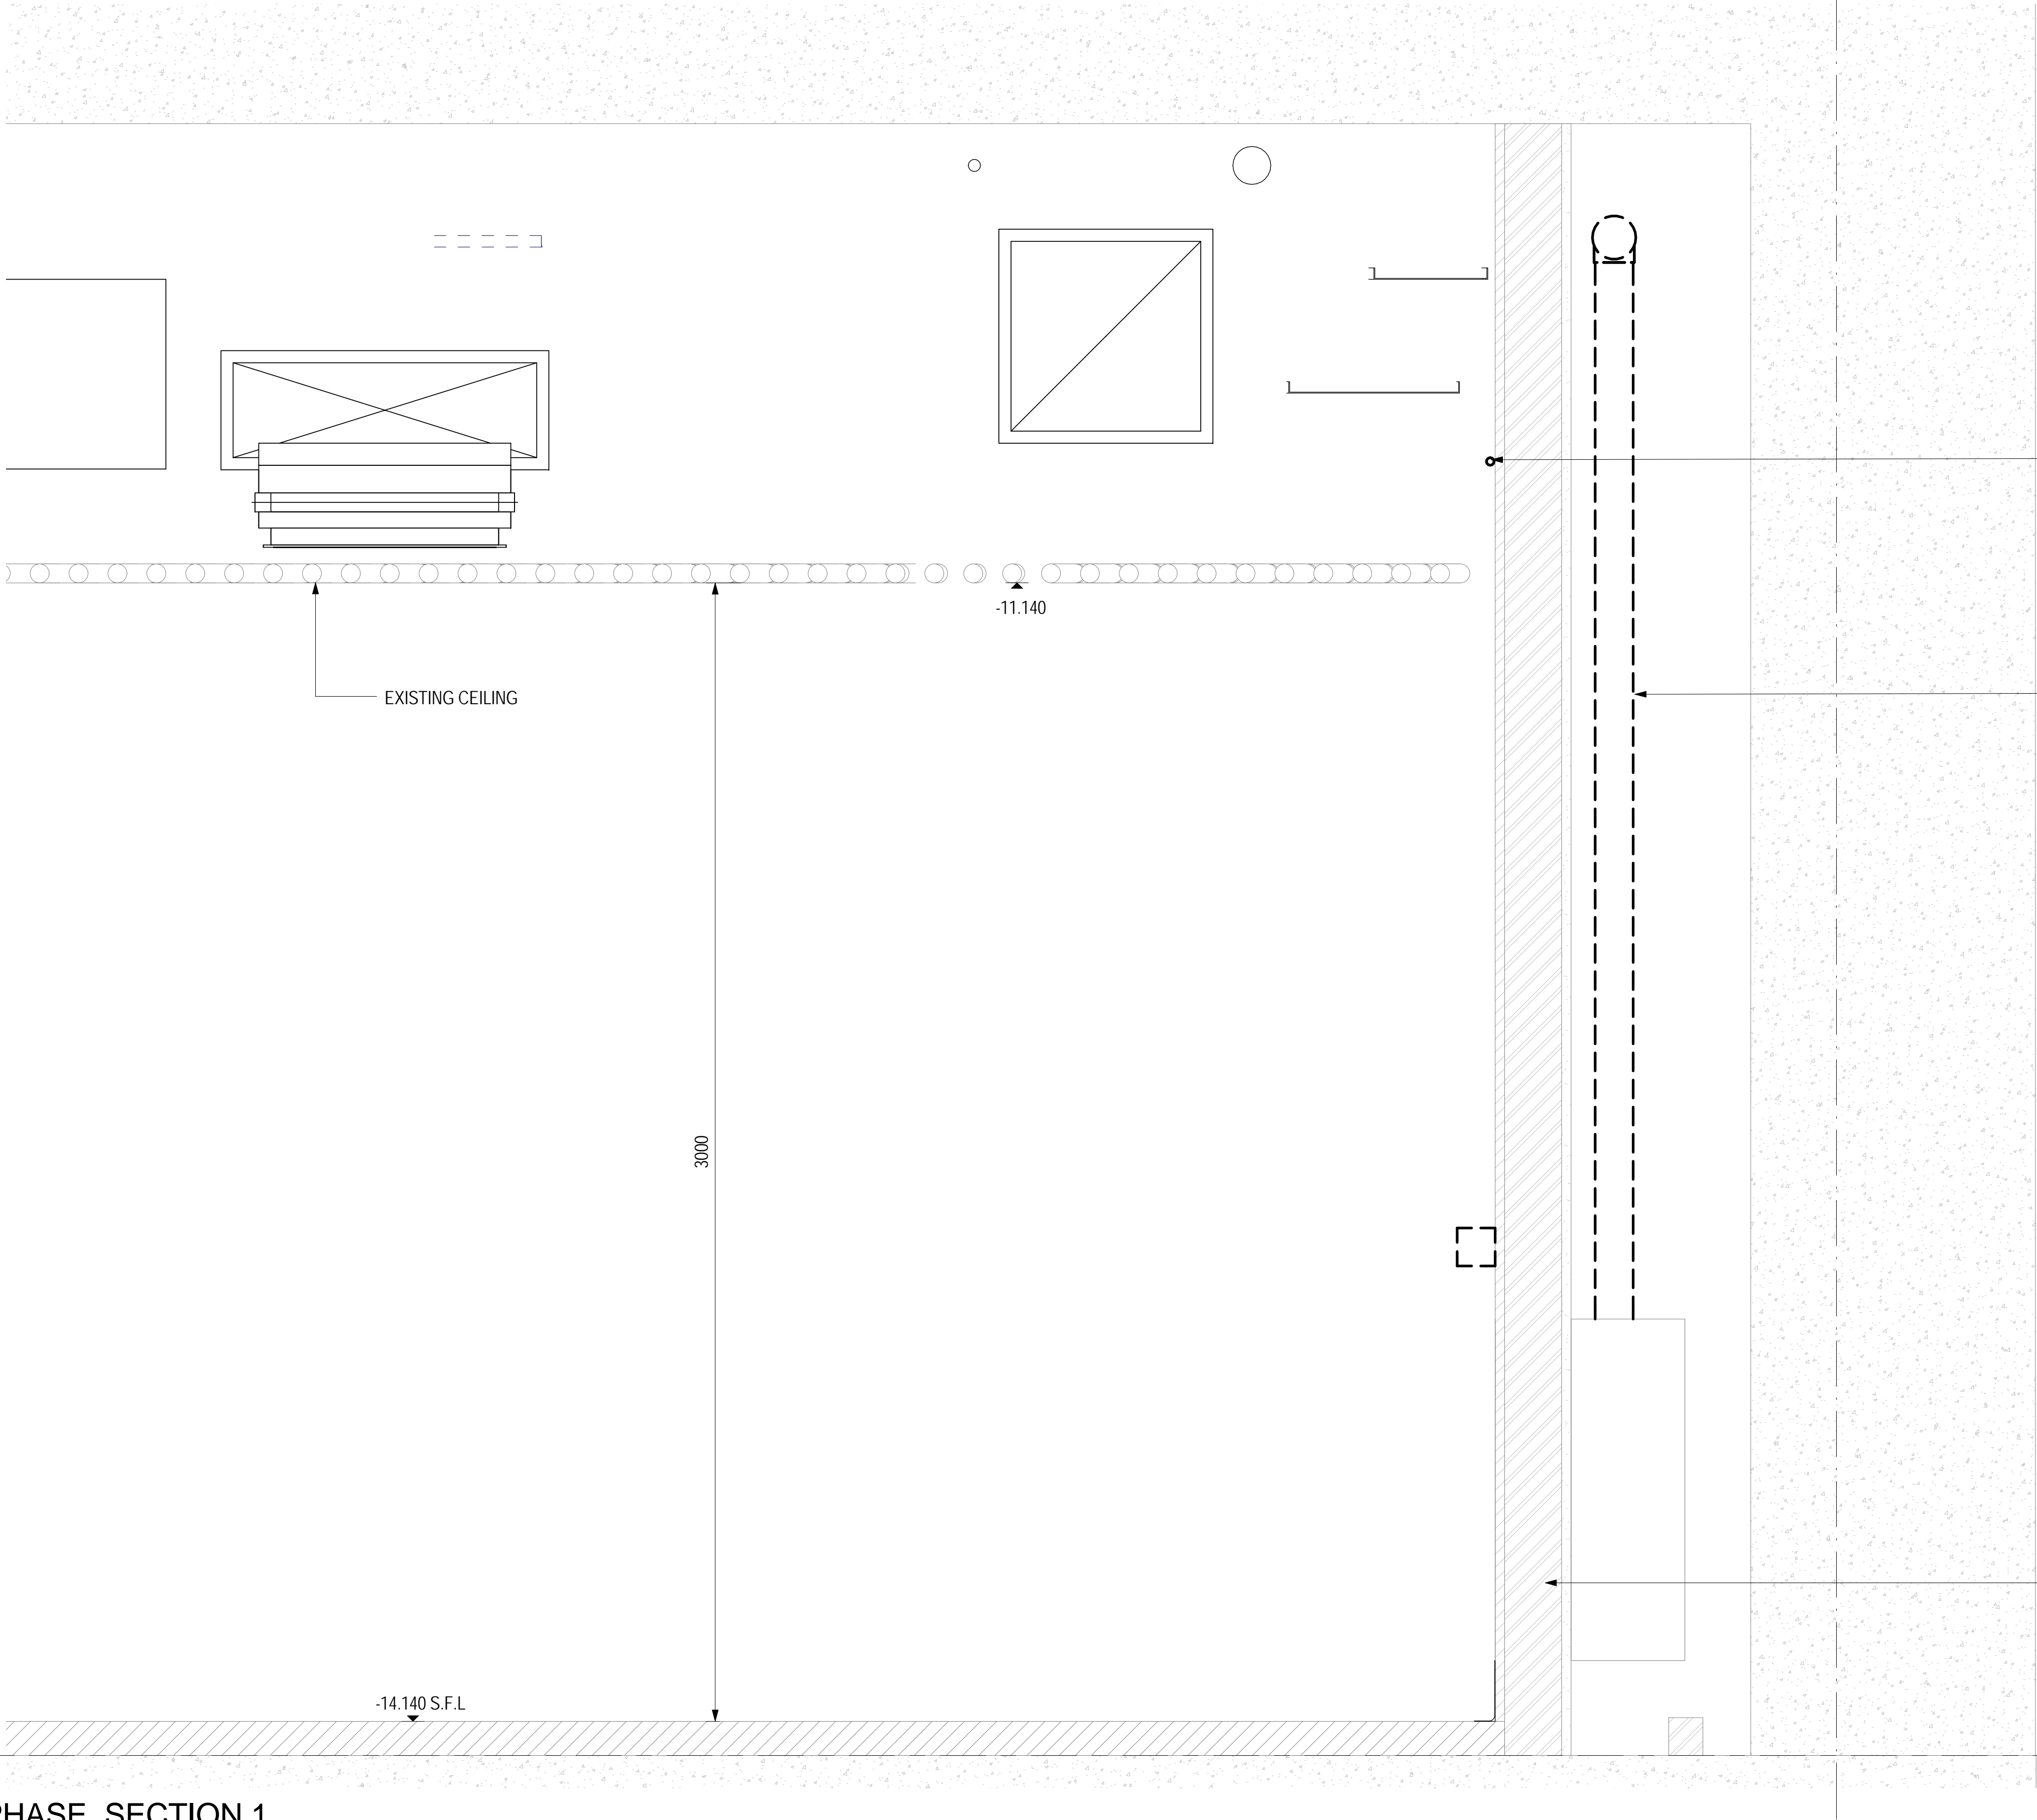 -11.140
EXISTING CEILING
3000
-14.140 S.F.L
SECTION 1